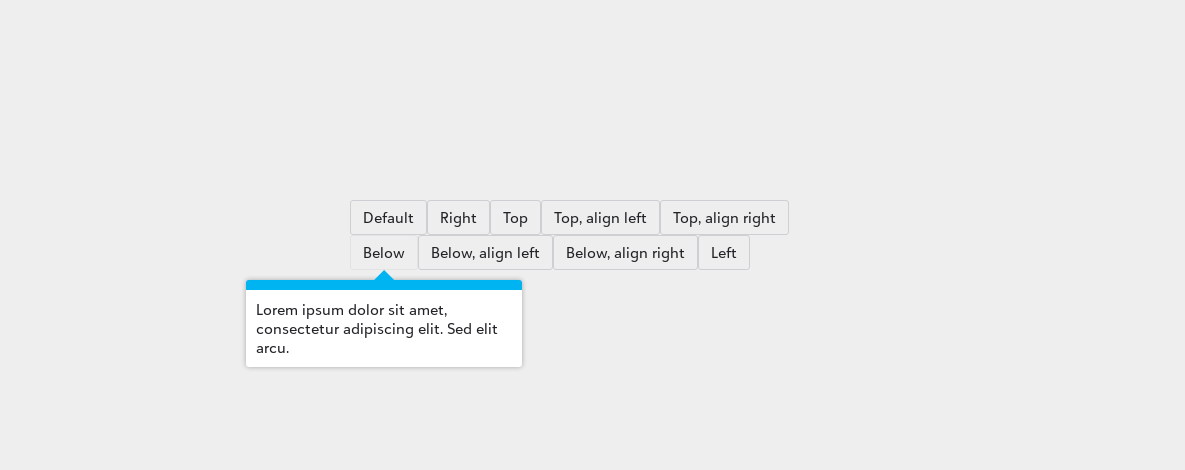 Default Right Top Top, align left Top, align right
Below Below, align left Below, align right Left
Lorem ipsum dolor sit amet,
consectetur adipiscing elit. Sed elit
arcu.